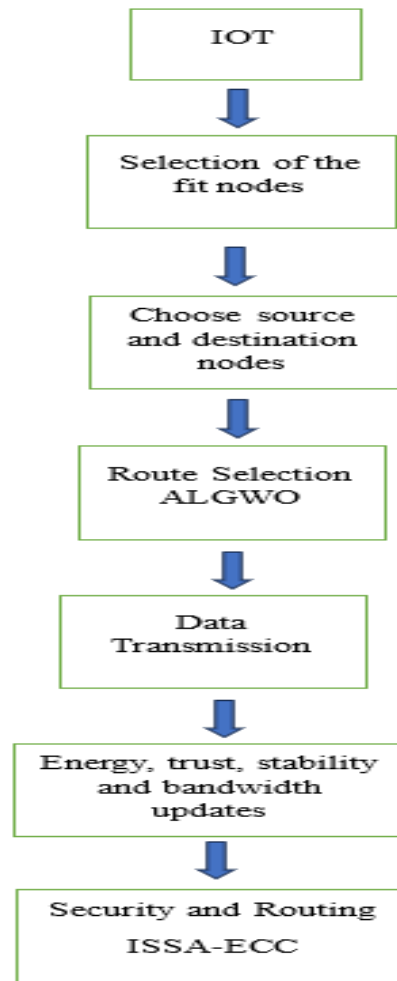 IOT
Selection of the
fit nodes
Choose source
and destination
nodes
Route Selection
ALGWO
Data
Transmission
Energy, trust, stability
and bandwidth
updates
Security and Routing
ISSA-ECC